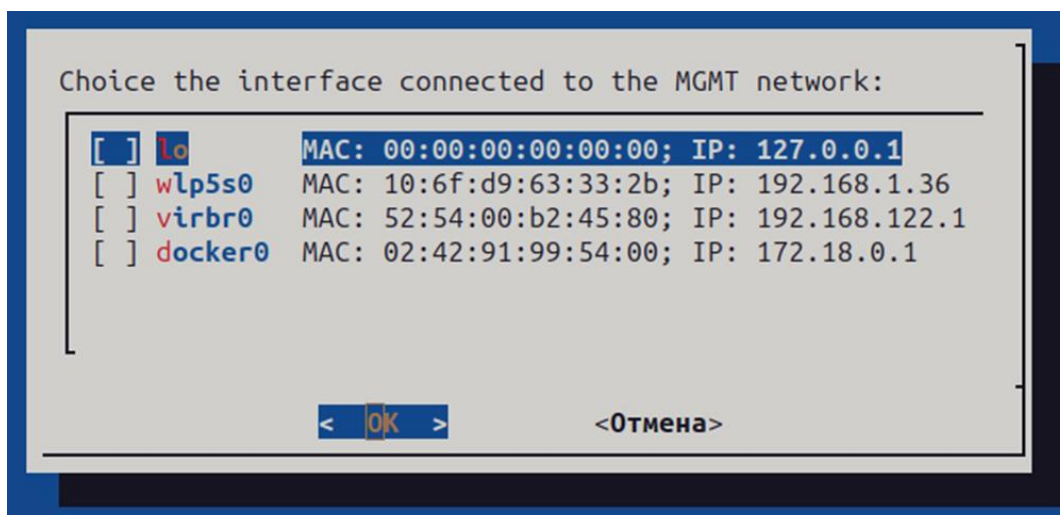 Choice the interface connected to the MGMT network:
[ ] lo MAC: 00:00:00:00:00:00; IP: 127.0.0.1
[ ] wlp5s0 MAC: 10:6f:d9:63:33:2b; IP: 192.168.1.36
[ ] virbr0 MAC: 52:54:00:b2:45:80; IP: 192.168.122.1
[ ] docker0 MAC: 02:42:91:99:54:00; IP: 172.18.0.1
< OK > <Отмена>